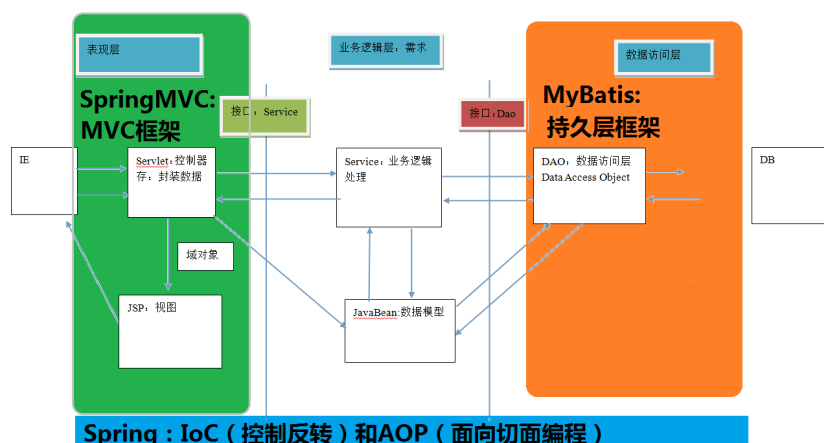 表现层
业务逻辑层：需求
数据访问层
SpringMVC:
MVC框架
接口：Service
接口：Dao
MyBatis:
持久层框架
IE
Servlet：控制器
存：封装数据
Service：业务逻辑
处理
DAO：数据访问层
Data Access Object
DB
域对象
JSP：视图
JavaBean:数据模型
Spring：IoC（控制反转）和AOP（面向切面编程）